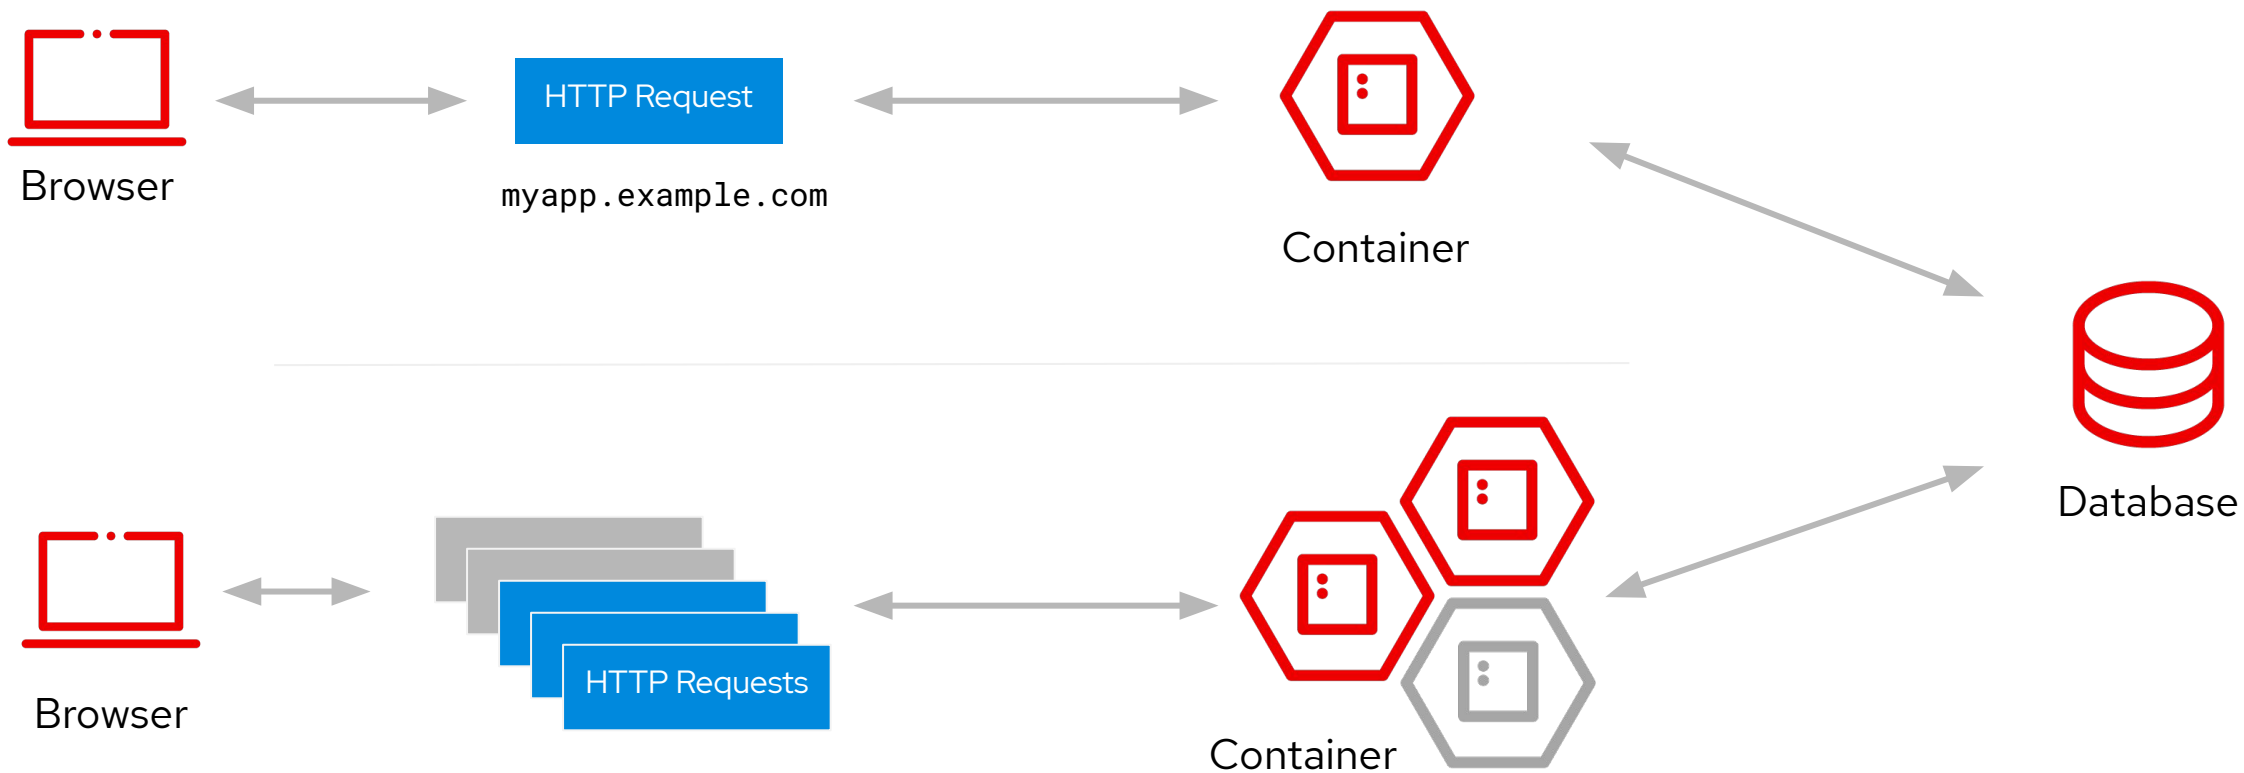 HTTP Request
Browser
myapp.example.com
Container
Database
HTTP Requests
Browser
Container